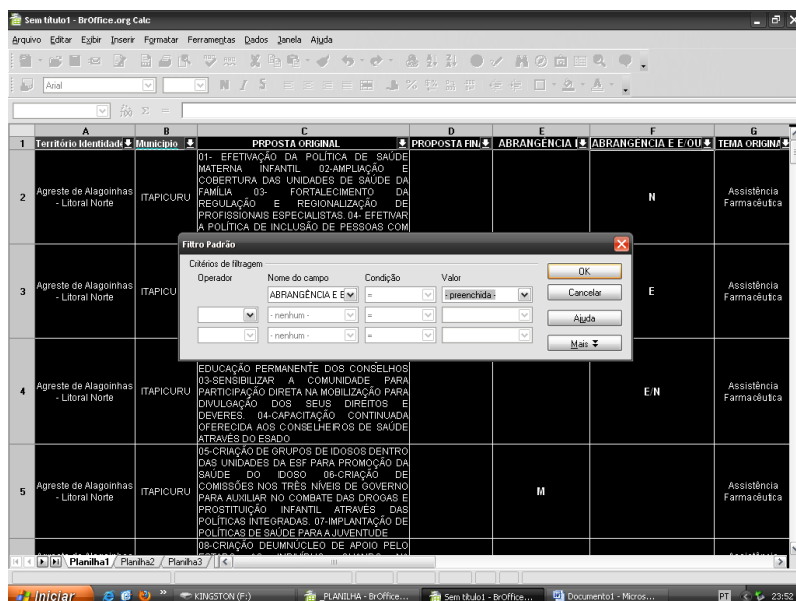 Sem título1 - BrOffice.org Calc
Arquivo Editar Exibir Inserir Formatar Ferramentas Dados Janela Ajuda
Arial
N I S
A B C D E F G
1 Território Identidade Município PRPOSTA ORIGINAL PROPOSTA FINA ABRANGÊNCIA I ABRANGÊNCIA E E/OU TEMA ORIGINA
01- EFETIVAÇÃO DA POLÍTICA DE SAÚDE
MATERNA INFANTIL 02-AMPLIAÇÃO E
COBERTURA DAS UNIDADES DE SAÚDE DA
FAMÍLIA 03- FORTALECIMENTO DA
REGULAÇÃO E REGIONALIZAÇÃO DE
PROFISSIONAIS ESPECIALISTAS. 04- EFETIVAR
A POLÍTICA DE INCLUSÃO DE PESSOAS COM
2 Agreste de Alagoinhas
- Litoral Norte
ITAPICURU
N
Assistência
Farmacêutica
Filtro Padrão
Critérios de filtragem
Operador Nome do campo Condição Valor
ABRANGÊNCIA E E = - preenchida -
- nenhum - =
- nenhum - =
OK
Cancelar
Ajuda
Mais
3 Agreste de Alagoinhas
- Litoral Norte
ITAPICU
E
Assistência
Farmacêutica
EDUCAÇÃO PERMANENTE DOS CONSELHOS
03-SENSIBILIZAR A COMUNIDADE PARA
PARTICIPAÇÃO DIRETA NA MOBILIZAÇÃO PARA
DIVULGAÇÃO DOS SEUS DIREITOS E
DEVERES. 04-CAPACITAÇÃO CONTINUADA
OFERECIDA AOS CONSELHEIROS DE SAÚDE
ATRAVÉS DO ESADO
4 Agreste de Alagoinhas
- Litoral Norte
ITAPICURU
E/N
Assistência
Farmacêutica
05-CRIAÇÃO DE GRUPOS DE IDOSOS DENTRO
DAS UNIDADES DA ESF PARA PROMOÇÃO DA
SAÚDE DO IDOSO 06-CRIAÇÃO DE
COMISSÕES NOS TRÊS NÍVEIS DE GOVERNO
PARA AUXILIAR NO COMBATE DAS DROGAS E
PROSTITUIÇÃO INFANTIL ATRAVÉS DAS
POLÍTICAS INTEGRADAS. 07-IMPLANTAÇÃO DE
POLÍTICAS DE SAÚDE PARA A JUVENTUDE
5 Agreste de Alagoinhas
- Litoral Norte
ITAPICURU
M
Assistência
Farmacêutica
08-CRIAÇÃO DEUMNÚCLEO DE APOIO PELO
Planilha1 Planilha2 Planilha3
Iniciar KINGSTON (F:) _PLANILHA - BrOffice... Sem título1 - BrOffice... Documento1 - Micros... PT 23:52